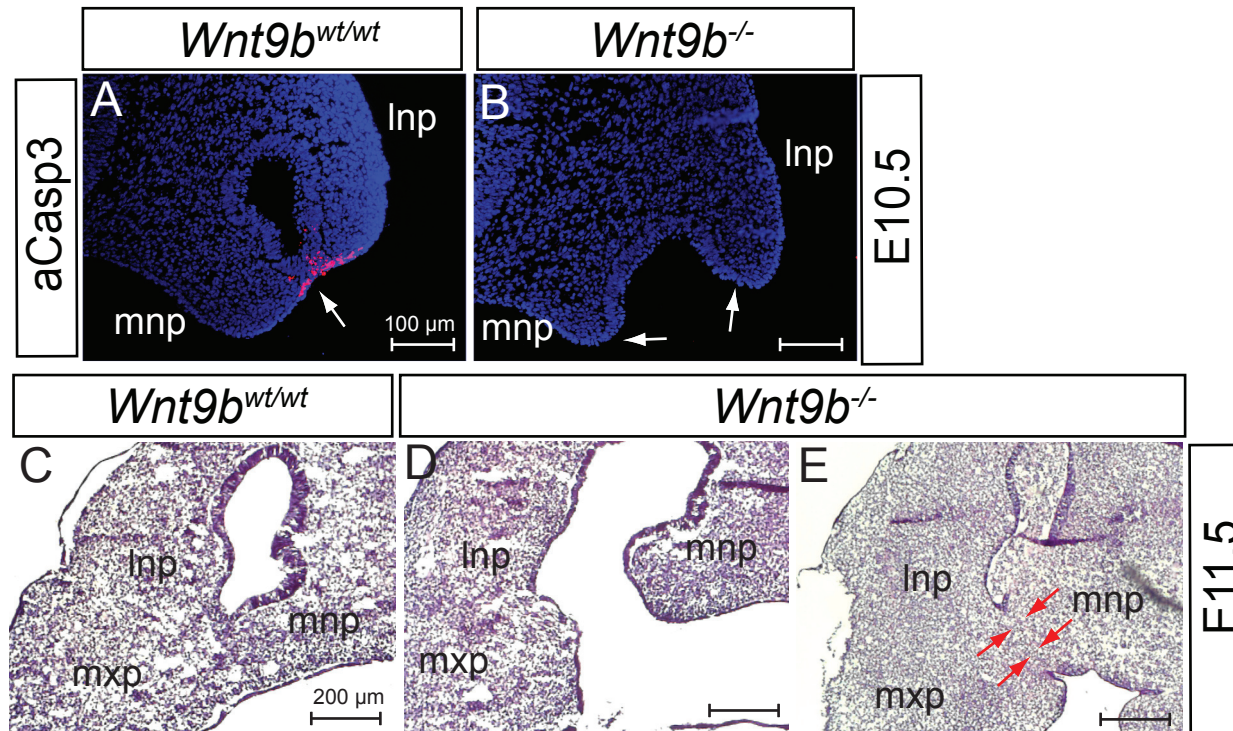 Wnt9b^wt/wt Wnt9b^-/-
aCasp3
A
lnp
mnp
100 µm
B
lnp
mnp
E10.5
Wnt9b^wt/wt Wnt9b^-/-
C
lnp
mnp
mxp
200 µm
D
lnp
mnp
mxp
E
lnp
mnp
mxp
E11.5